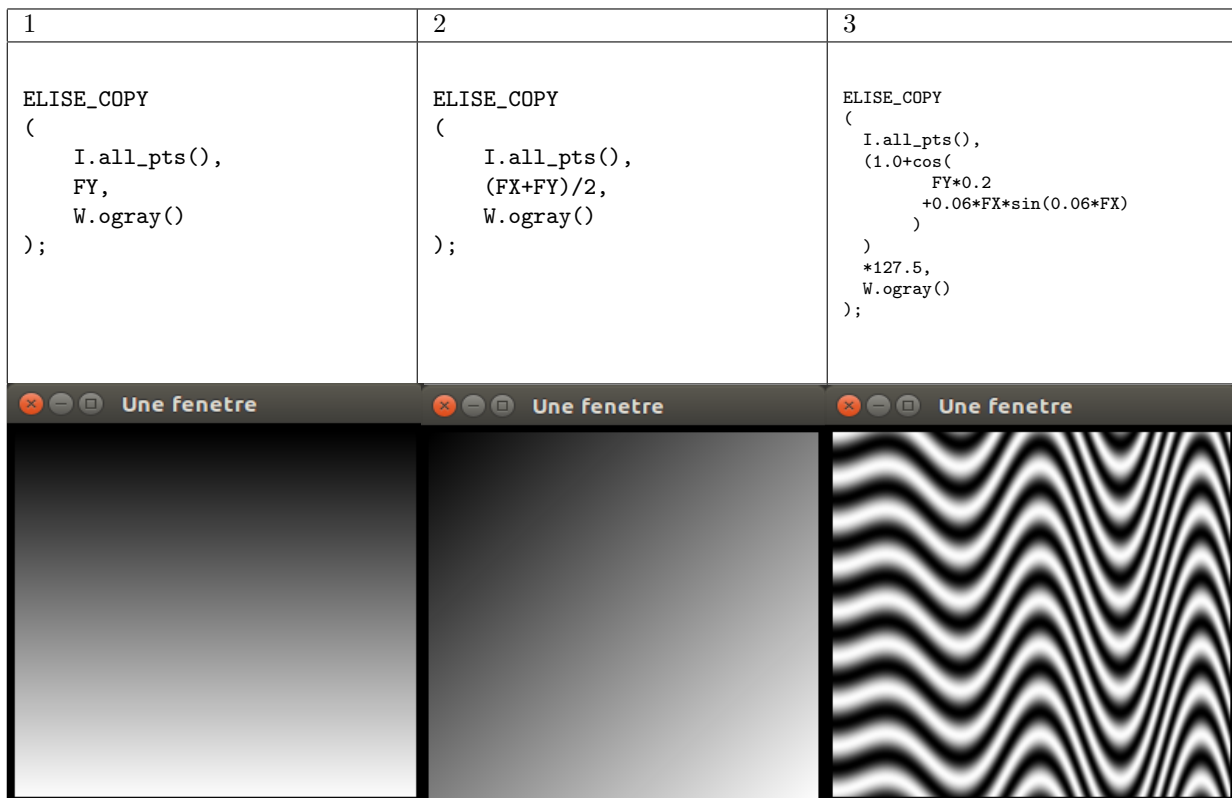 1
2
3
ELISE_COPY
(
    I.all_pts(),
    FY,
    W.ogray()
);
ELISE_COPY
(
    I.all_pts(),
    (FX+FY)/2,
    W.ogray()
);
ELISE_COPY
(
  I.all_pts(),
  (1.0+cos(
          FY*0.2
         +0.06*FX*sin(0.06*FX)
        )
  )
  *127.5,
  W.ogray()
);
Une fenetre
Une fenetre
Une fenetre